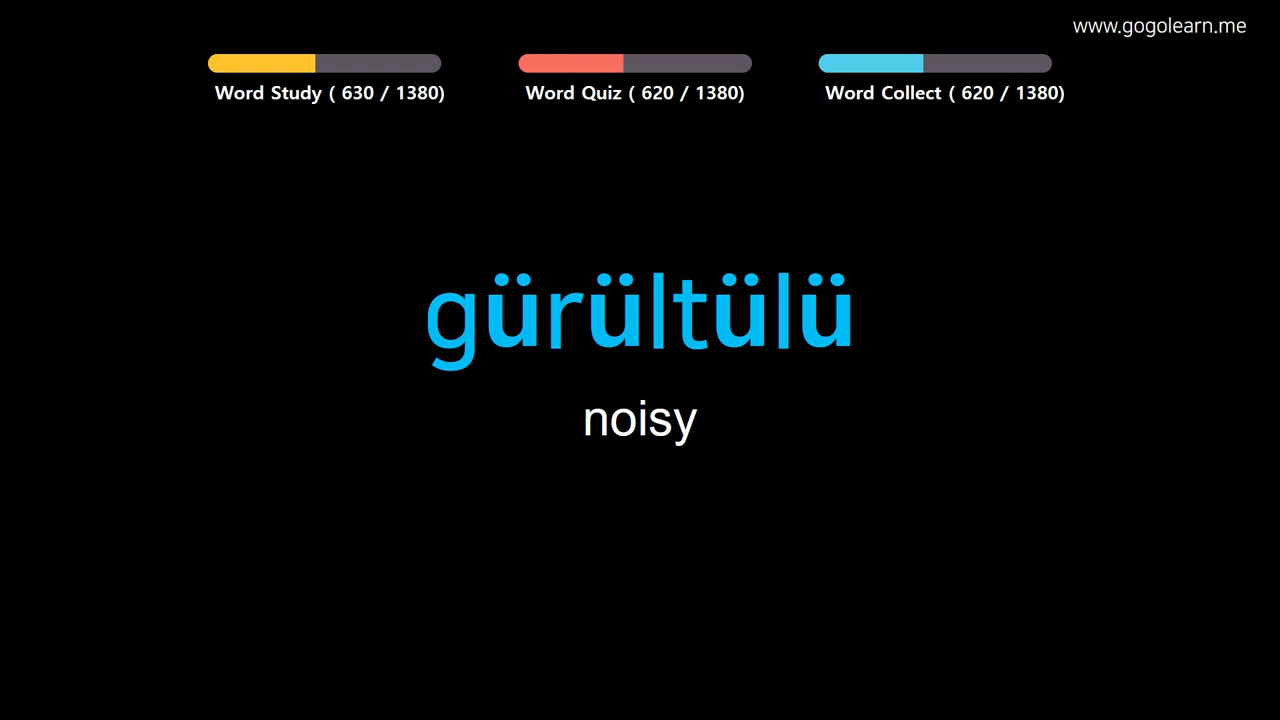 www.gogolearn.me
Word Study ( 630 / 1380)
Word Quiz ( 620 / 1380)
Word Collect ( 620 / 1380)
gürültülü
noisy